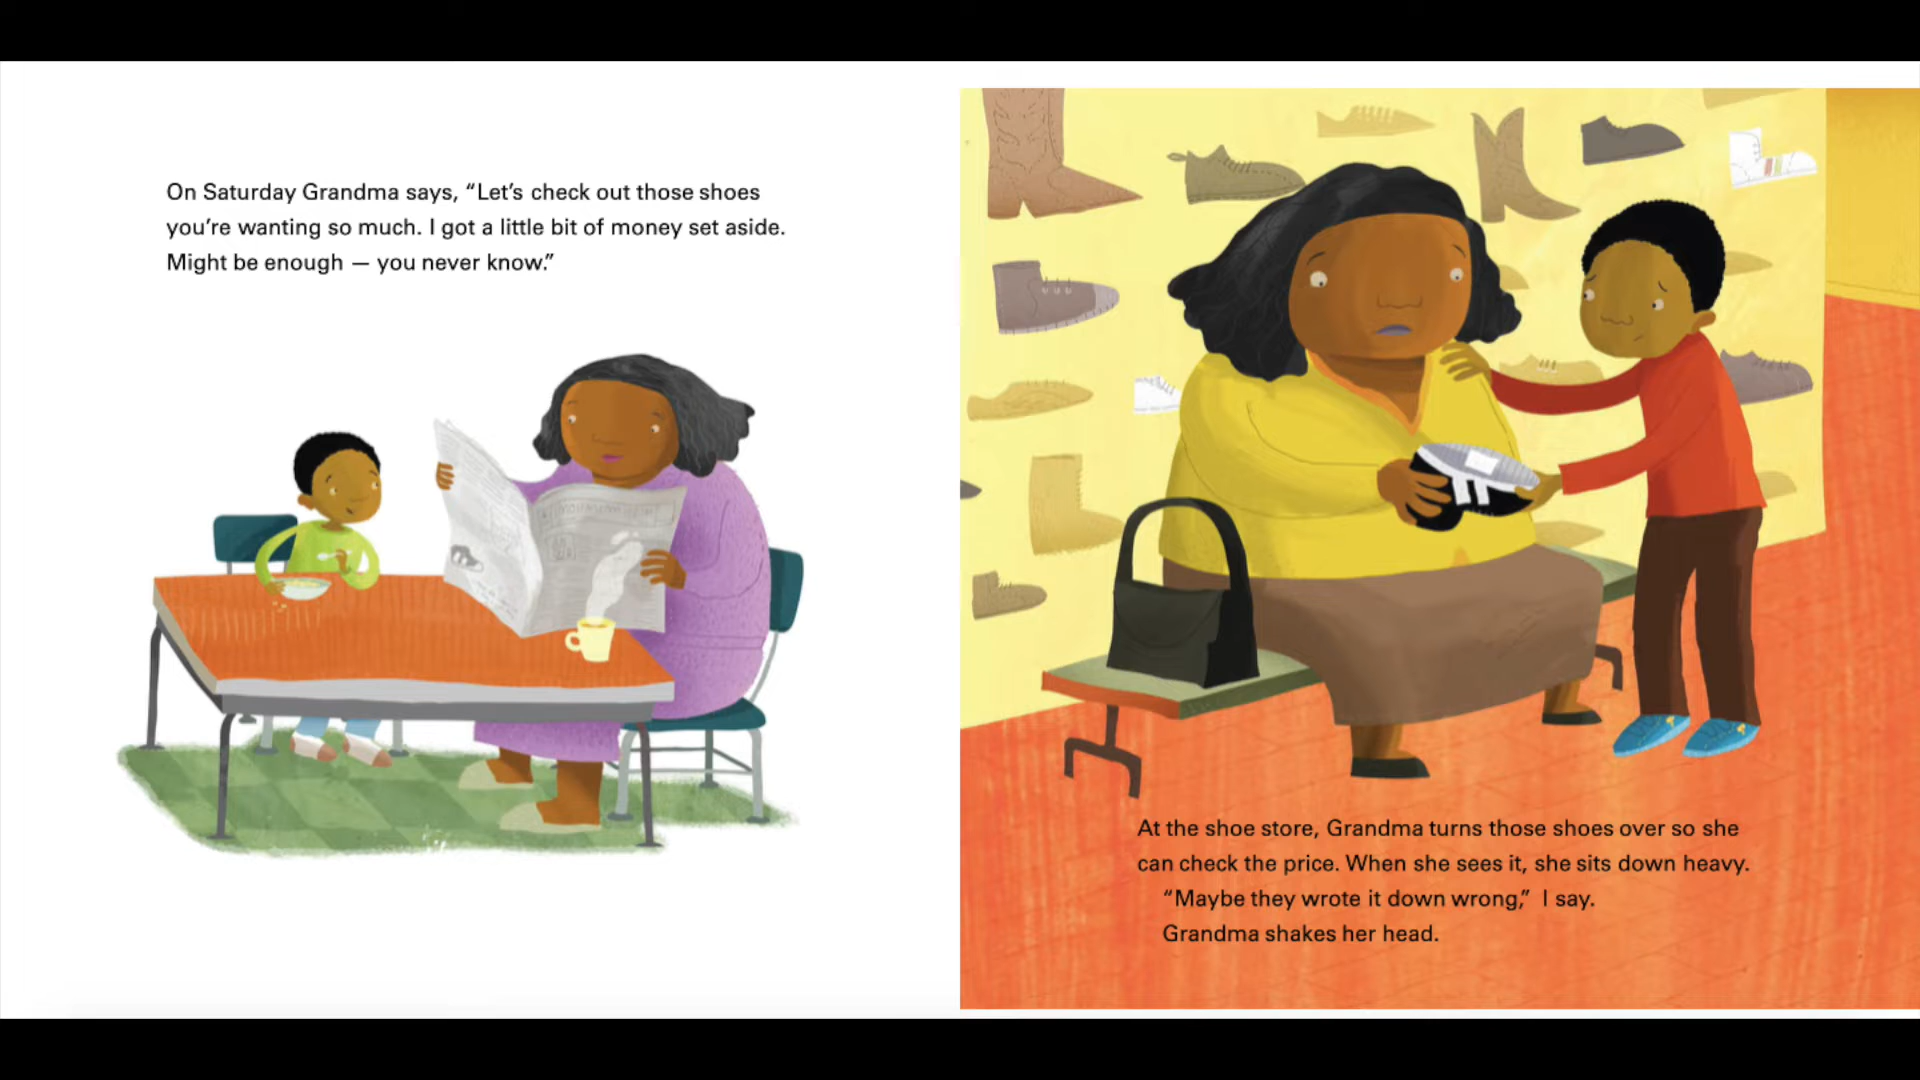 On Saturday Grandma says, “Let’s check out those shoes
you’re wanting so much. I got a little bit of money set aside.
Might be enough — you never know.”
At the shoe store, Grandma turns those shoes over so she
can check the price. When she sees it, she sits down heavy.
“Maybe they wrote it down wrong,” I say.
Grandma shakes her head.